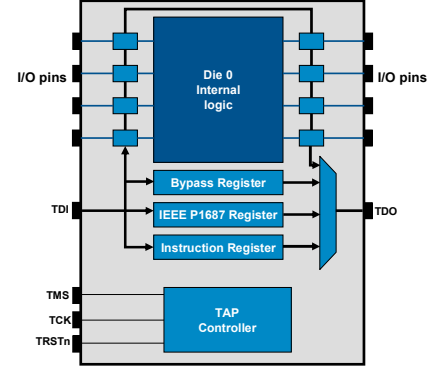 Die 0
Internal
logic
I/O pins
I/O pins
Bypass Register
TDI
IEEE P1687 Register
TDO
Instruction Register
TMS
TCK
TRSTn
TAP
Controller